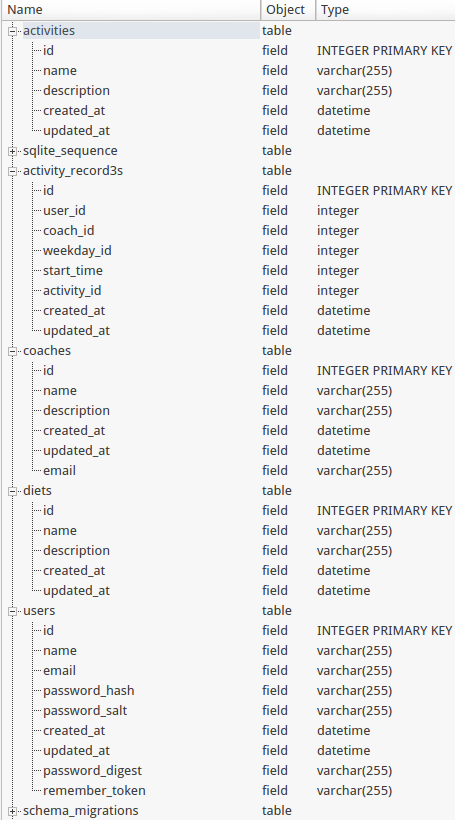 Name Object Type
activities table
id field INTEGER PRIMARY KEY
name field varchar(255)
description field varchar(255)
created_at field datetime
updated_at field datetime
sqlite_sequence table
activity_record3s table
id field INTEGER PRIMARY KEY
user_id field integer
coach_id field integer
weekday_id field integer
start_time field integer
activity_id field integer
created_at field datetime
updated_at field datetime
coaches table
id field INTEGER PRIMARY KEY
name field varchar(255)
description field varchar(255)
created_at field datetime
updated_at field datetime
email field varchar(255)
diets table
id field INTEGER PRIMARY KEY
name field varchar(255)
description field varchar(255)
created_at field datetime
updated_at field datetime
users table
id field INTEGER PRIMARY KEY
name field varchar(255)
email field varchar(255)
password_hash field varchar(255)
password_salt field varchar(255)
created_at field datetime
updated_at field datetime
password_digest field varchar(255)
remember_token field varchar(255)
schema_migrations table